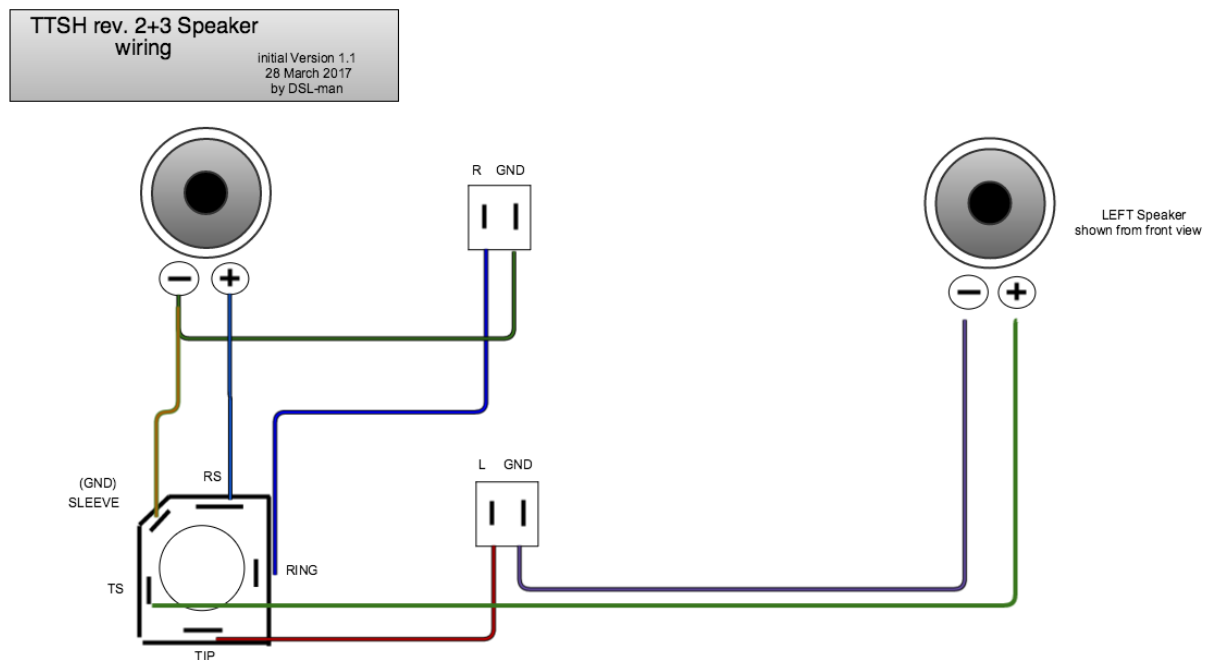 TTSH rev. 2+3 Speaker
wiring
initial Version 1.1
28 March 2017
by DSL-man
R GND
LEFT Speaker
shown from front view
− +
− +
L GND
(GND)
SLEEVE
RS
RING
TS
TIP